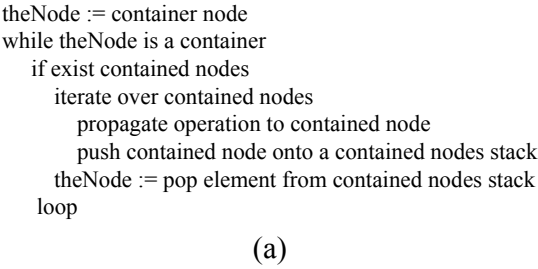 theNode := container node
while theNode is a container
if exist contained nodes
iterate over contained nodes
propagate operation to contained node
push contained node onto a contained nodes stack
theNode := pop element from contained nodes stack
loop
(a)